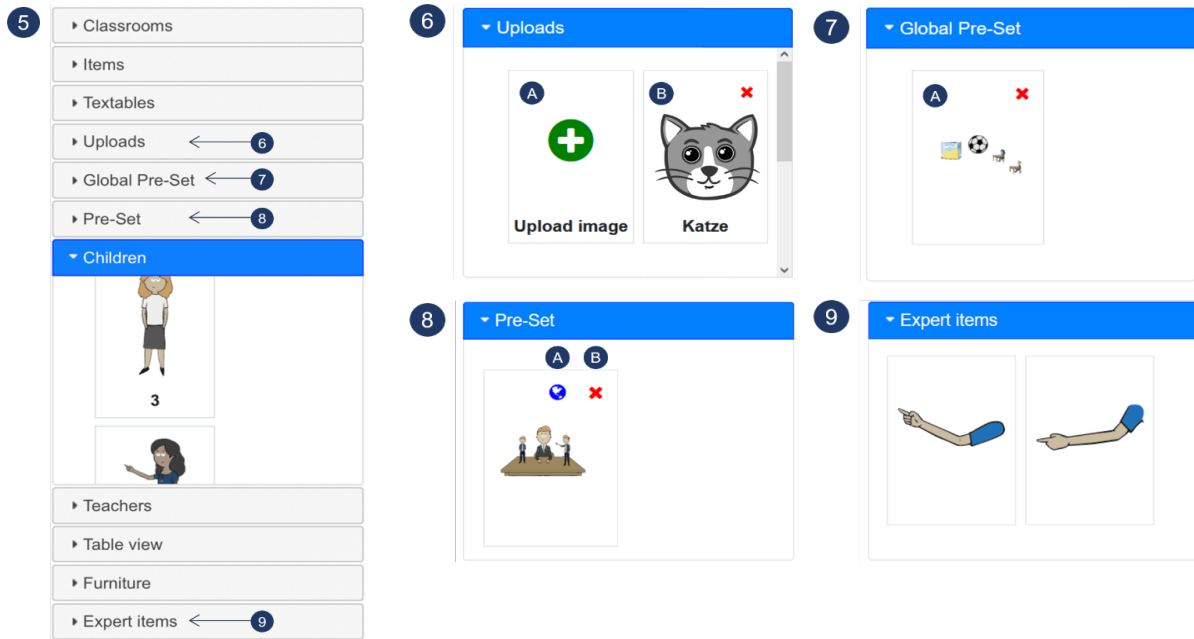 5
Classrooms
Items
Textables
Uploads 6
Global Pre-Set 7
Pre-Set 8
Children
3
Teachers
Table view
Furniture
Expert items 9
6
Uploads
A
B
Upload image
Katze
7
Global Pre-Set
A
8
Pre-Set
A B
9
Expert items